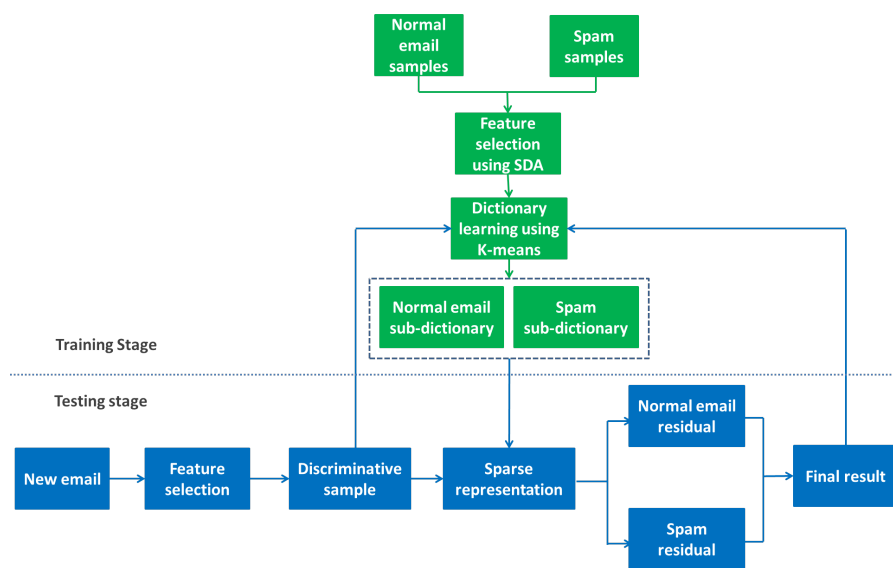 Normal
email
samples
Spam
samples
Feature
selection
using SDA
Dictionary
learning using
K-means
Normal email
sub-dictionary
Spam
sub-dictionary
Training Stage
Testing stage
New email
Feature
selection
Discriminative
sample
Sparse
representation
Normal email
residual
Spam
residual
Final result